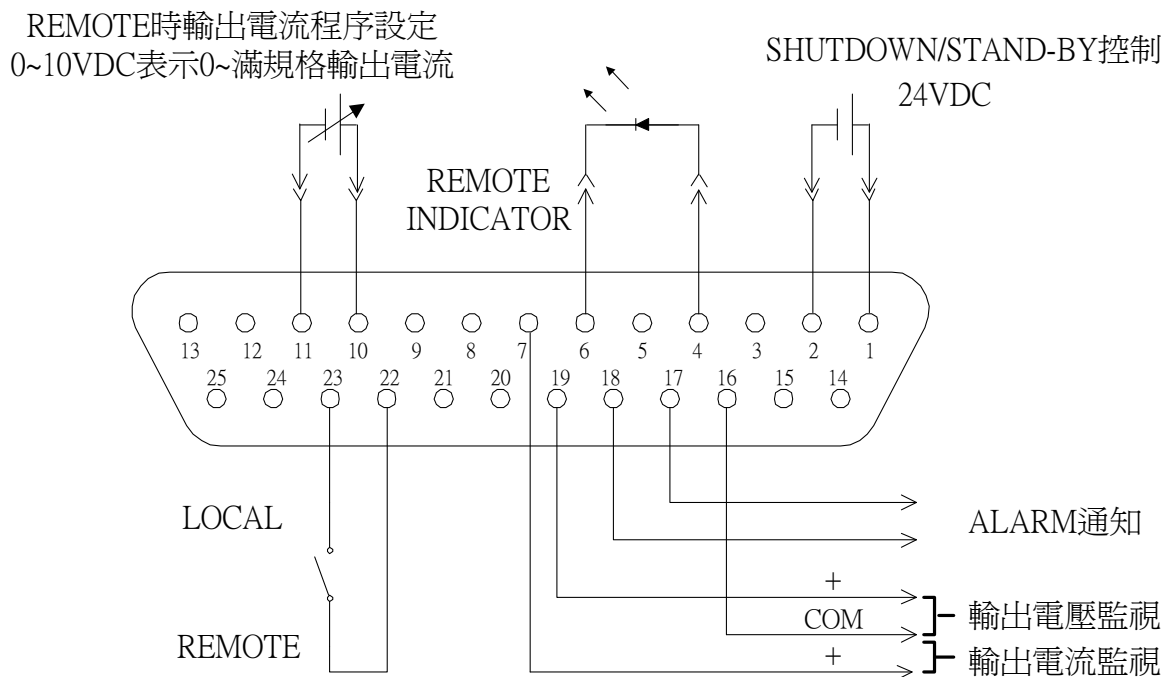 REMOTE時輸出電流程序設定
0~10VDC表示0~滿規格輸出電流
SHUTDOWN/STAND-BY控制
24VDC
REMOTE
INDICATOR
13 12 11 10 9 8 7 6 5 4 3 2 1
25 24 23 22 21 20 19 18 17 16 15 14
LOCAL
REMOTE
ALARM通知
+
COM
+
輸出電壓監視
輸出電流監視